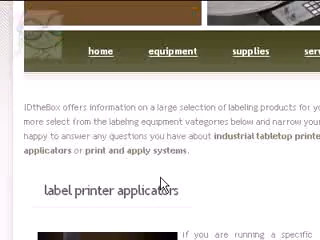 home equipment supplies serv
IDtheBox offers information on a large selection of labeling products for yo
more select from the labeling equipment categories below and narrow your
happy to answer any questions you have about industrial tabletop printe
applicators or print and apply systems.
label printer applicators
If you are running a specific